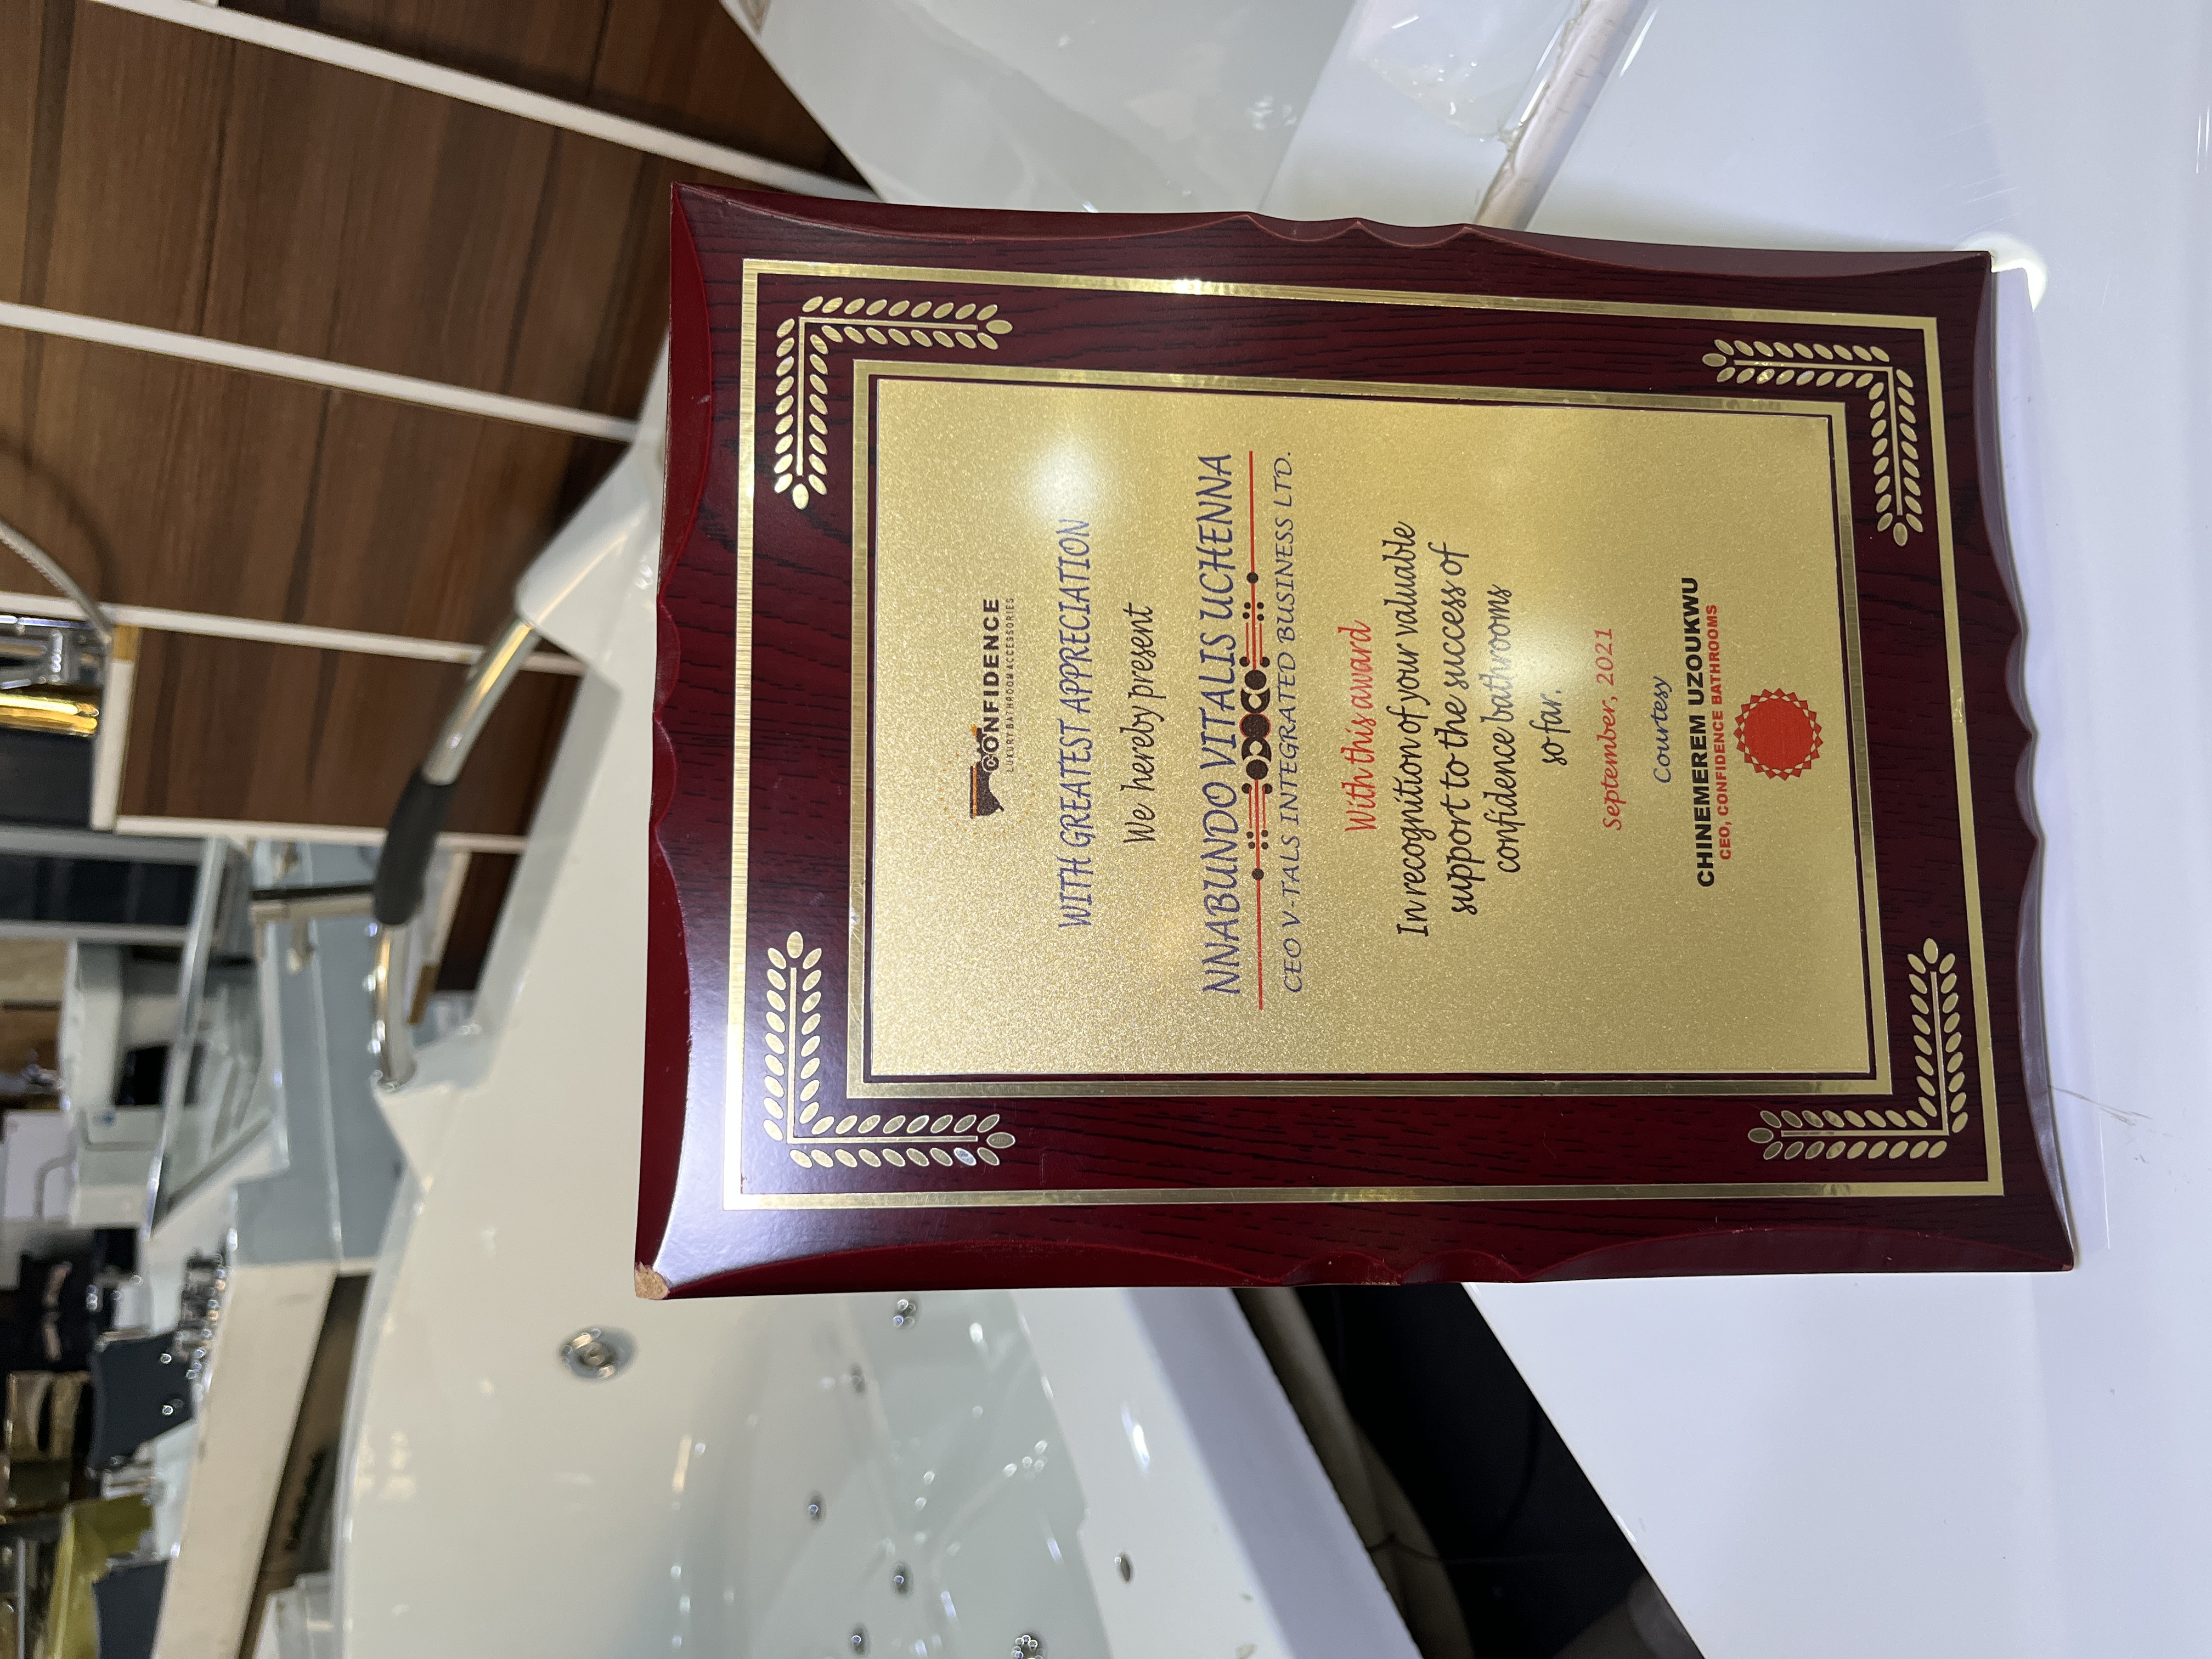 CONFIDENCE
LUXURY BATHROOM ACCESSORIES
WITH GREATEST APPRECIATION
We hereby present
NNABUNDO VITALIS UCHENNA
CEO V-TALS INTEGRATED BUSINESS LTD.
With this award
In recognition of your valuable
support to the success of
confidence bathrooms
so far.
September, 2021
Courtesy
CHINEMEREM UZOUKWU
CEO, CONFIDENCE BATHROOMS